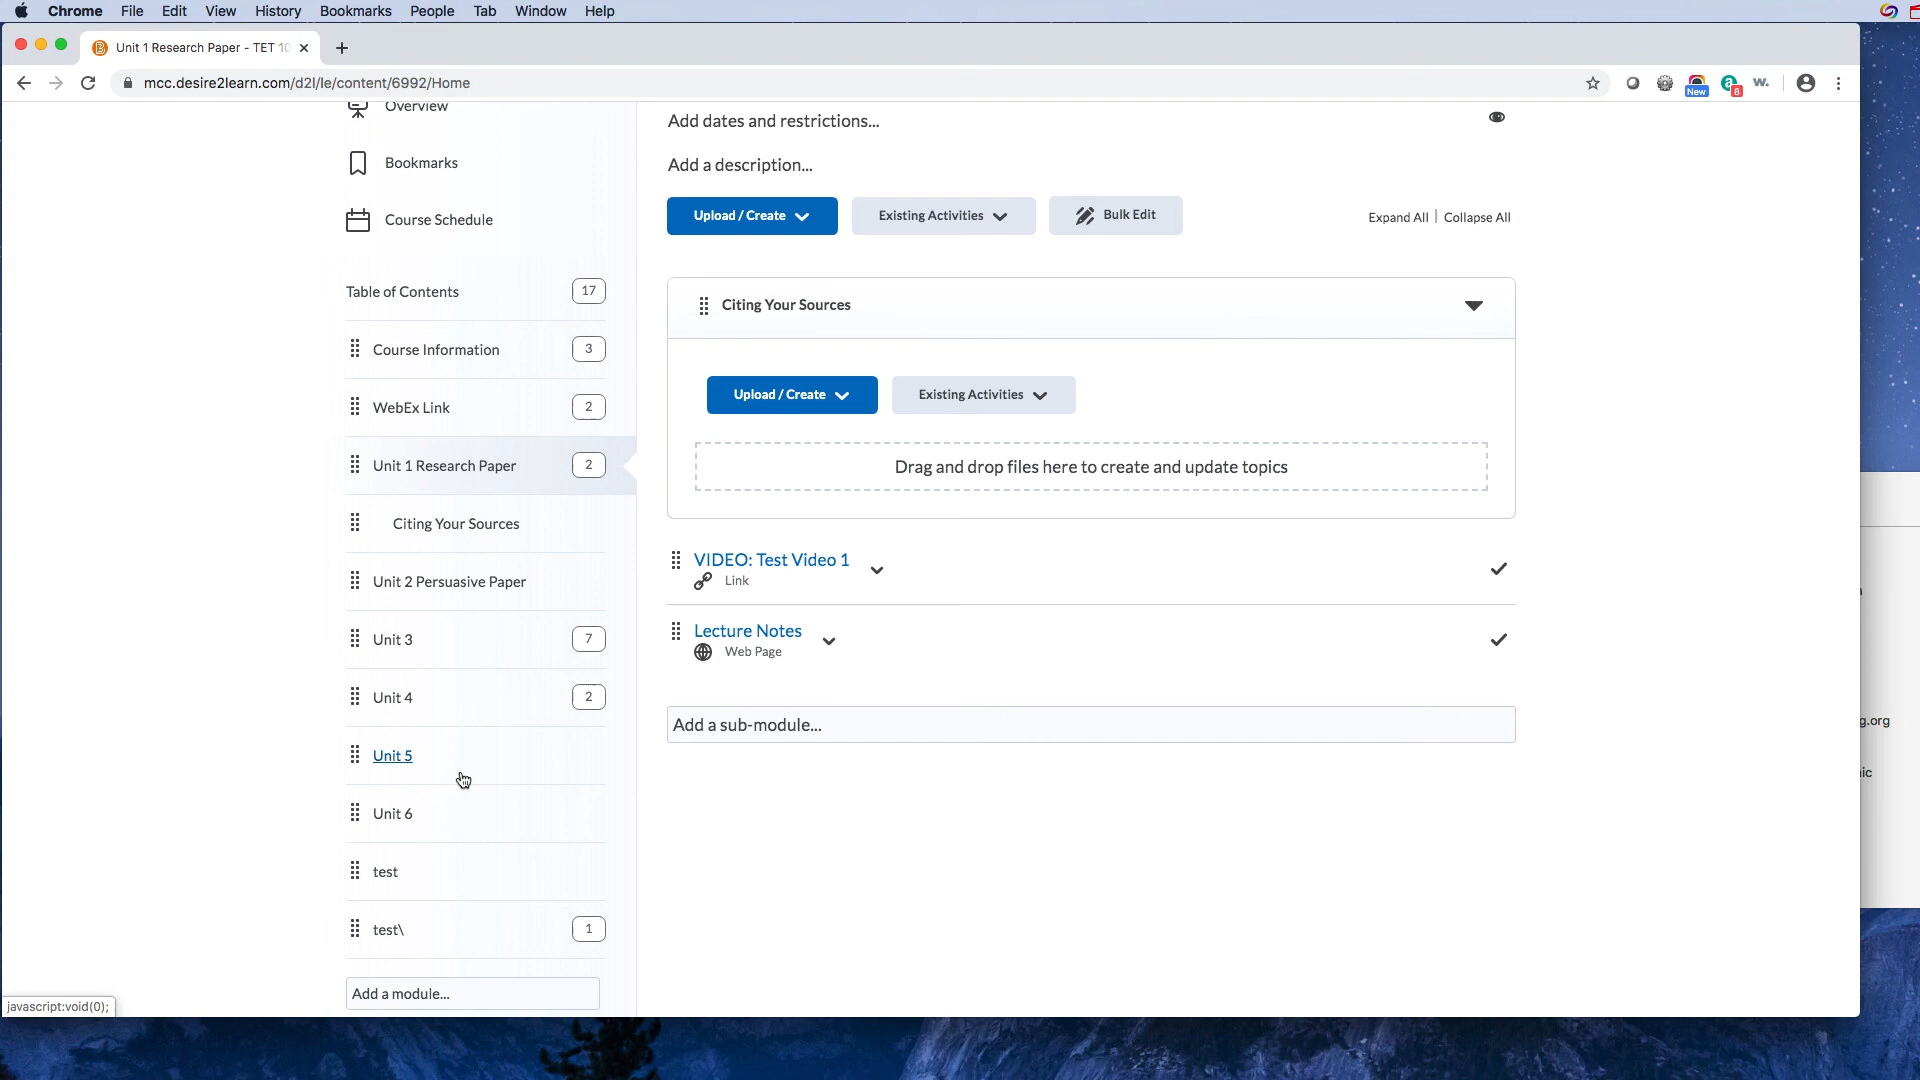 Chrome File Edit View History Bookmarks People Tab Window Help
Unit 1 Research Paper - TET 10
mcc.desire2learn.com/d2l/le/content/6992/Home
New
a
8
w.
Overview
Bookmarks
Course Schedule
Table of Contents 17
Course Information 3
WebEx Link 2
Unit 1 Research Paper 2
Citing Your Sources
Unit 2 Persuasive Paper
Unit 3 7
Unit 4 2
Unit 5
Unit 6
test
test\ 1
Add a module...
javascript:void(0);
Add dates and restrictions...
Add a description...
Upload / Create Existing Activities Bulk Edit Expand All | Collapse All
Citing Your Sources
Upload / Create Existing Activities
Drag and drop files here to create and update topics
VIDEO: Test Video 1
Link
Lecture Notes
Web Page
Add a sub-module...
g.org
ic